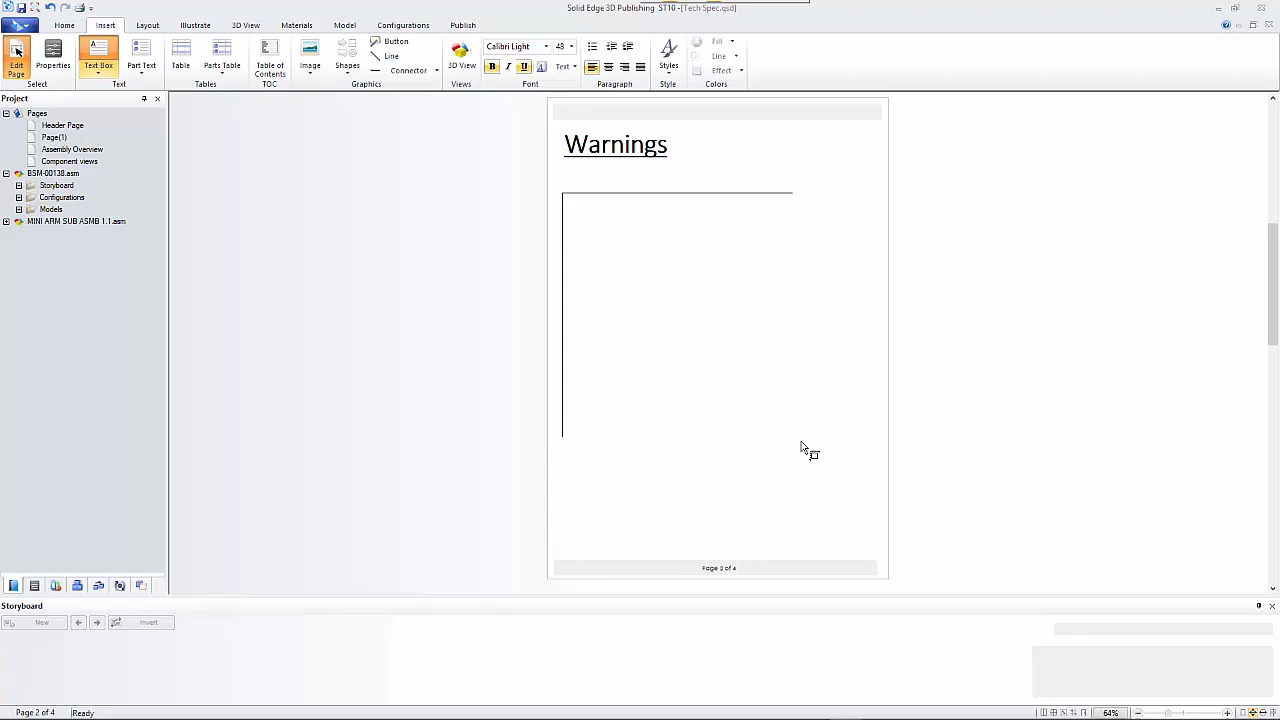 Solid Edge 3D Publishing ST10 -[Tech Spec.qsd]
Home Insert Layout Illustrate 3D View Materials Model Configurations Publish
Edit Page
Properties
Select
Text Box
Part Text
Text
Table
Parts Table
Tables
Table of Contents
TOC
Image
Shapes
Button
Line
Connector
Graphics
3D View
Views
Calibri Light 48
B I U A Text
Font
Paragraph
Styles
Style
Fill
Line
Effect
Colors
Project
Pages
Header Page
Page(1)
Assembly Overview
Component views
BSM-00138.asm
Storyboard
Configurations
Models
MINI ARM SUB ASMB 1.1.asm
Warnings
Page 2 of 4
Storyboard
New Invert
Page 2 of 4 Ready 64%